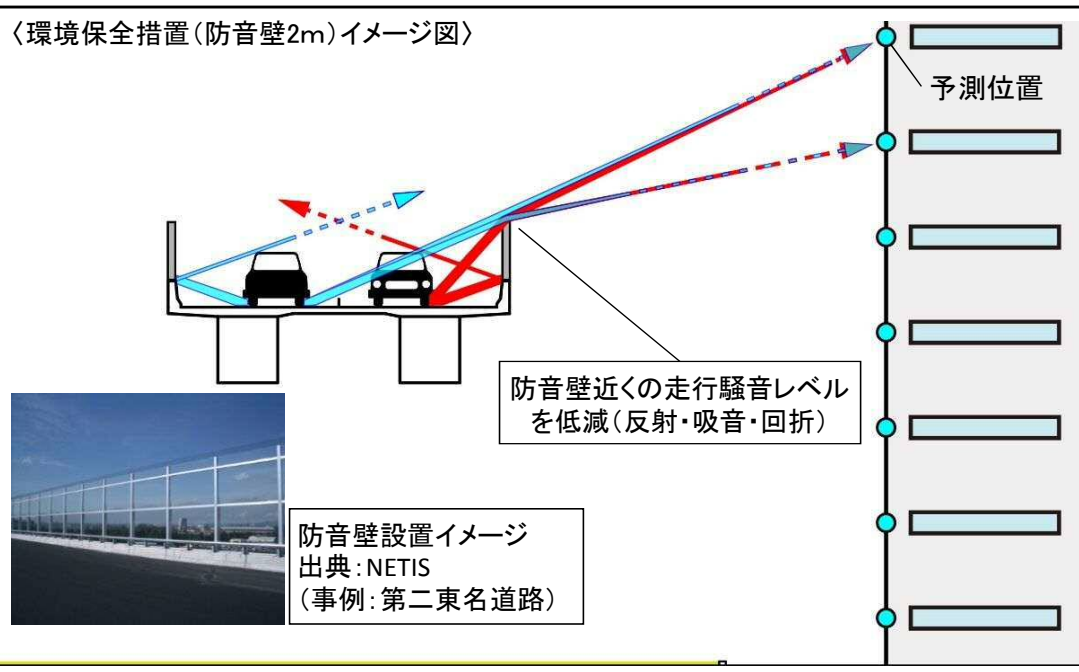 〈環境保全措置(防音壁2m)イメージ図〉
予測位置
防音壁近くの走行騒音レベル
を低減(反射・吸音・回折)
防音壁設置イメージ
出典:NETIS
(事例:第二東名道路)